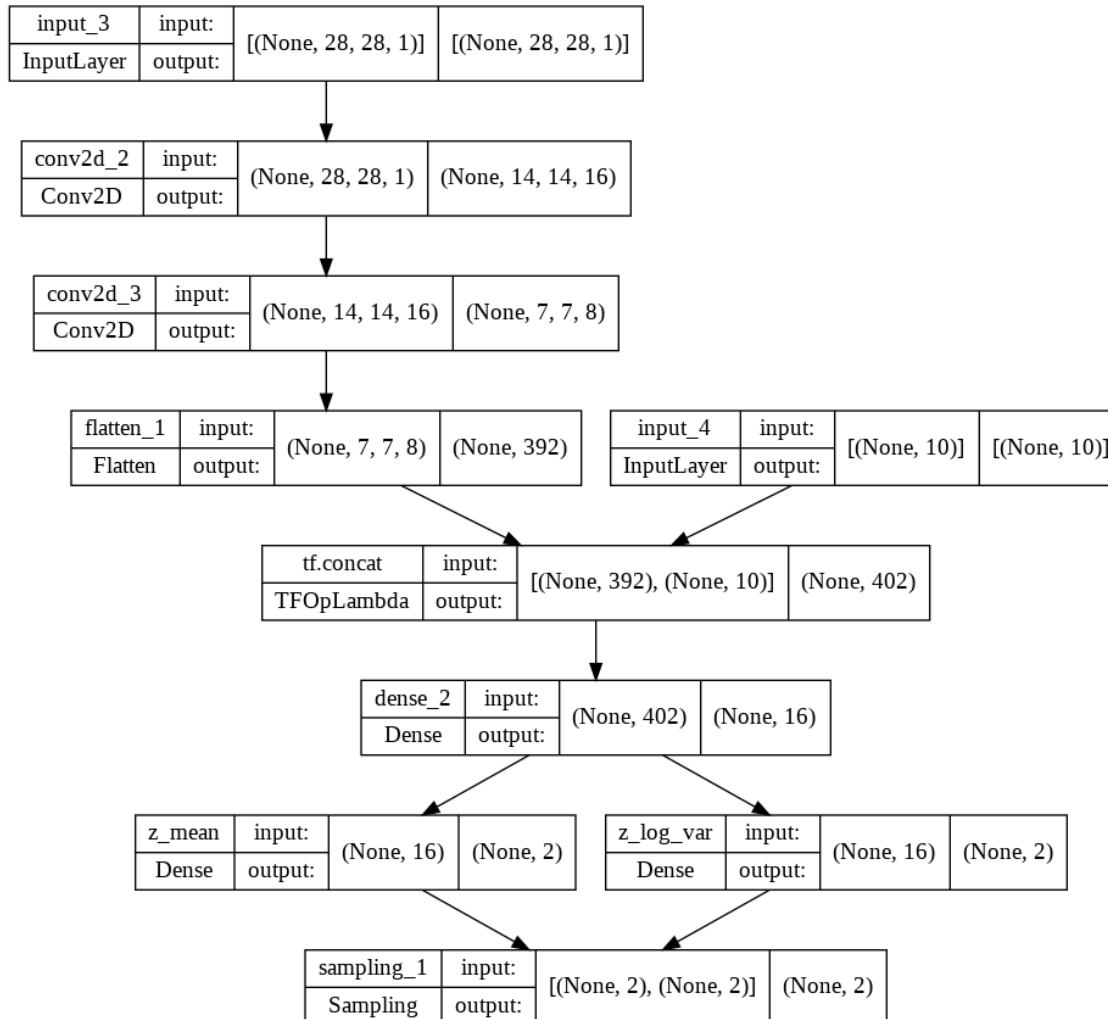 input_3 input: [(None, 28, 28, 1)] [(None, 28, 28, 1)]
InputLayer output:
conv2d_2 input: (None, 28, 28, 1) (None, 14, 14, 16)
Conv2D output:
conv2d_3 input: (None, 14, 14, 16) (None, 7, 7, 8)
Conv2D output:
flatten_1 input: (None, 7, 7, 8) (None, 392)
Flatten output:
input_4 input: [(None, 10)] [(None, 10)]
InputLayer output:
tf.concat input: [(None, 392), (None, 10)] (None, 402)
TFOpLambda output:
dense_2 input: (None, 402) (None, 16)
Dense output:
z_mean input: (None, 16) (None, 2)
Dense output:
z_log_var input: (None, 16) (None, 2)
Dense output:
sampling_1 input: [(None, 2), (None, 2)] (None, 2)
Sampling output: